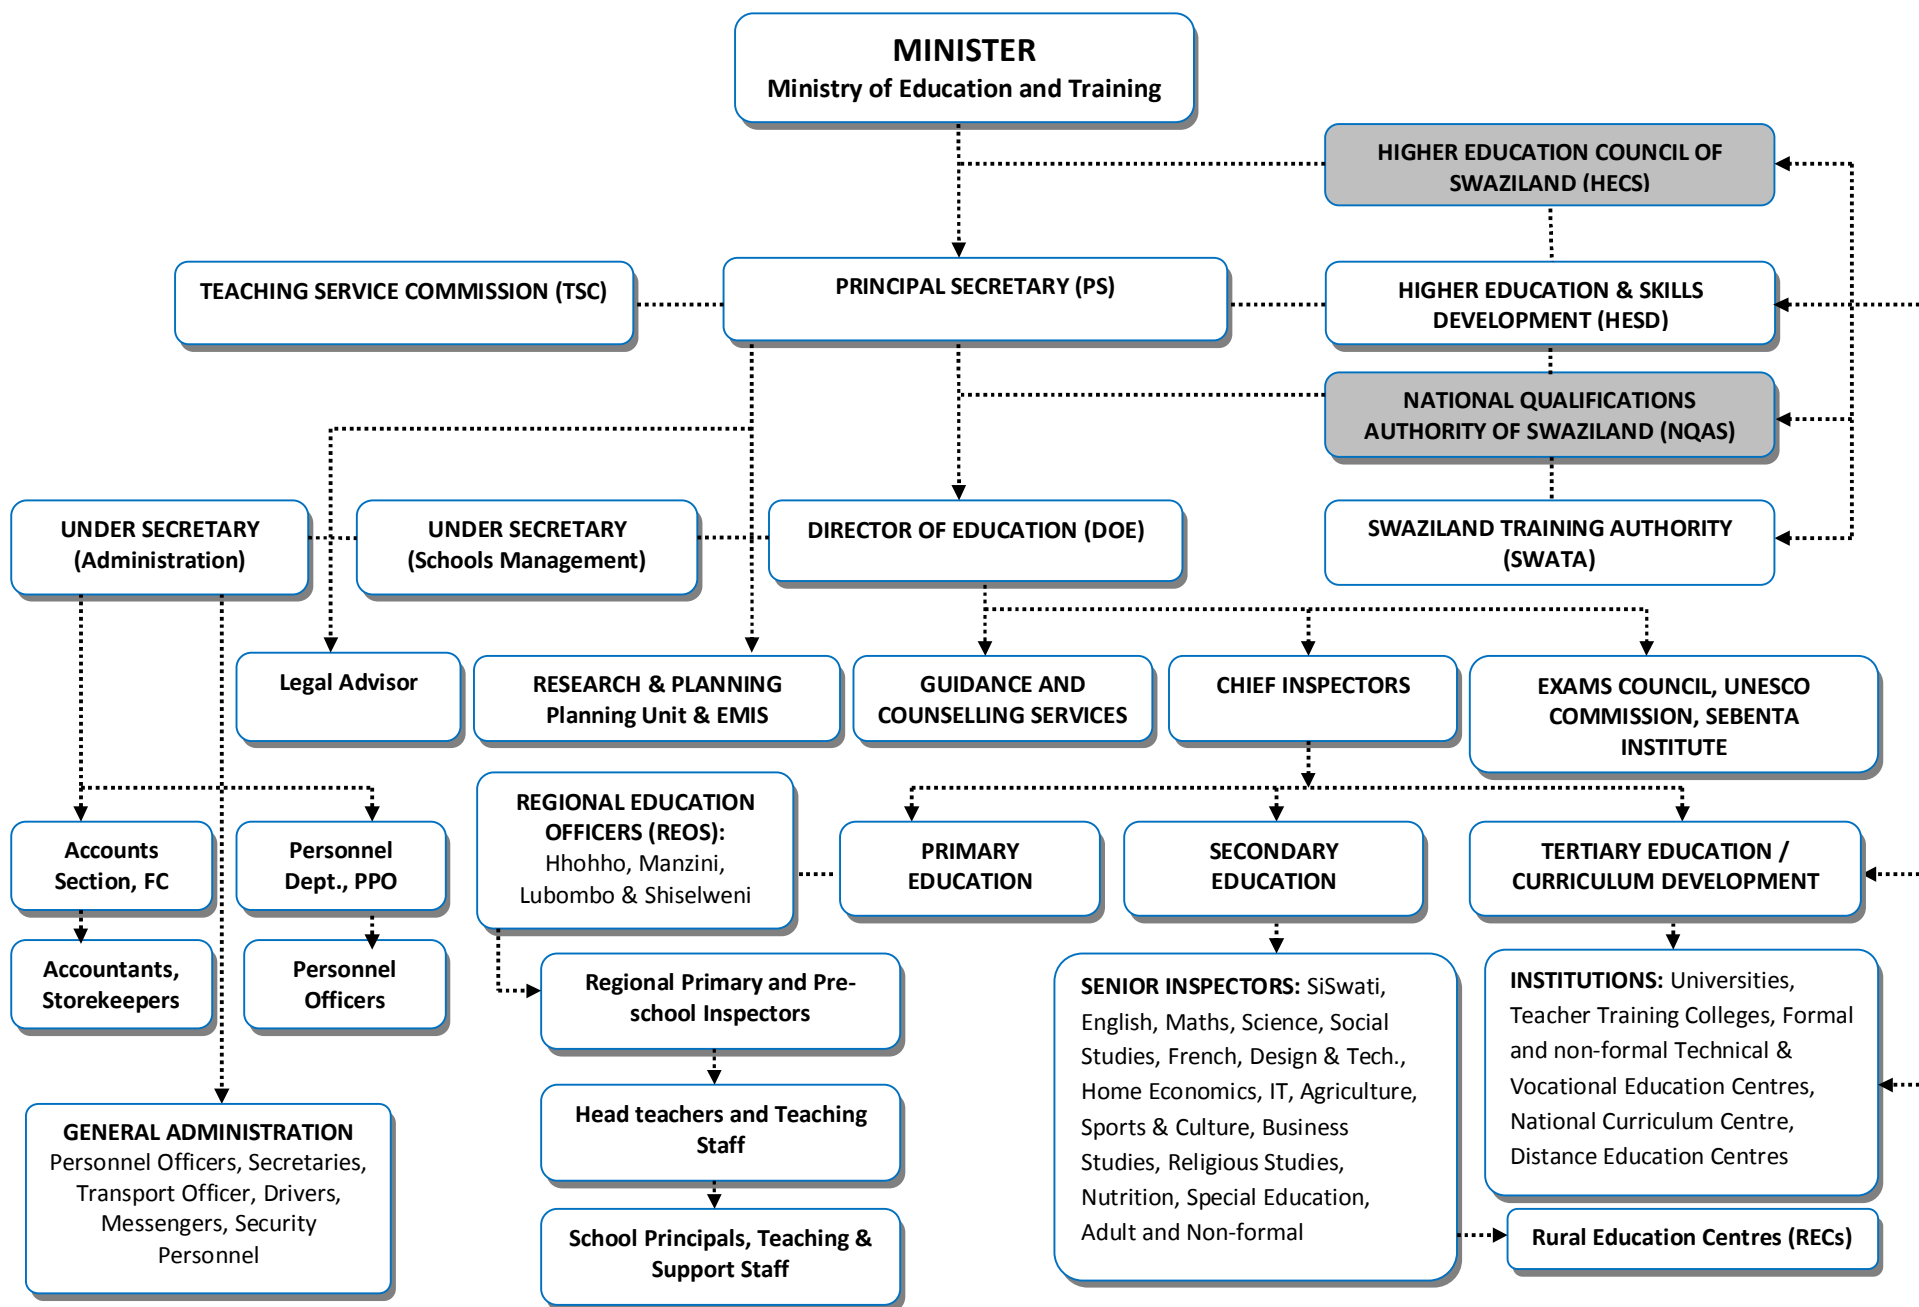 MINISTER
Ministry of Education and Training
HIGHER EDUCATION COUNCIL OF
SWAZILAND (HECS)
TEACHING SERVICE COMMISSION (TSC)
PRINCIPAL SECRETARY (PS)
HIGHER EDUCATION & SKILLS
DEVELOPMENT (HESD)
NATIONAL QUALIFICATIONS
AUTHORITY OF SWAZILAND (NQAS)
UNDER SECRETARY
(Administration)
UNDER SECRETARY
(Schools Management)
DIRECTOR OF EDUCATION (DOE)
SWAZILAND TRAINING AUTHORITY
(SWATA)
Legal Advisor
RESEARCH & PLANNING
Planning Unit & EMIS
GUIDANCE AND
COUNSELLING SERVICES
CHIEF INSPECTORS
EXAMS COUNCIL, UNESCO
COMMISSION, SEBENTA
INSTITUTE
REGIONAL EDUCATION
OFFICERS (REOS):
Hhohho, Manzini,
Lubombo & Shiselweni
Accounts
Section, FC
Personnel
Dept., PPO
PRIMARY
EDUCATION
SECONDARY
EDUCATION
TERTIARY EDUCATION /
CURRICULUM DEVELOPMENT
Accountants,
Storekeepers
Personnel
Officers
Regional Primary and Pre-
school Inspectors
SENIOR INSPECTORS: SiSwati,
English, Maths, Science, Social
Studies, French, Design & Tech.,
Home Economics, IT, Agriculture,
Sports & Culture, Business
Studies, Religious Studies,
Nutrition, Special Education,
Adult and Non-formal
INSTITUTIONS: Universities,
Teacher Training Colleges, Formal
and non-formal Technical &
Vocational Education Centres,
National Curriculum Centre,
Distance Education Centres
Head teachers and Teaching
Staff
GENERAL ADMINISTRATION
Personnel Officers, Secretaries,
Transport Officer, Drivers,
Messengers, Security
Personnel
School Principals, Teaching &
Support Staff
Rural Education Centres (RECs)